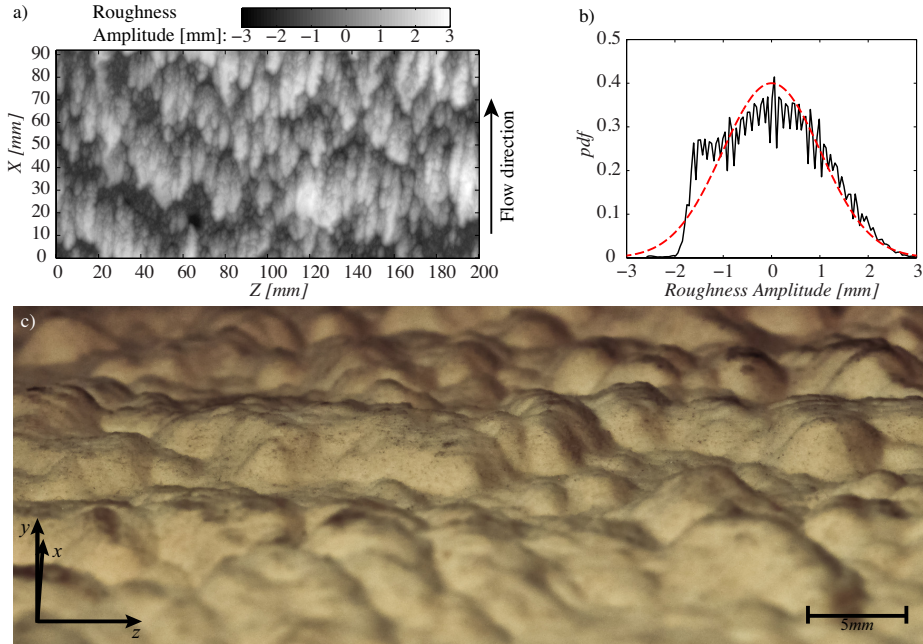 a)
Roughness
Amplitude [mm]: −3 −2 −1 0 1 2 3
90
80
70
60
50
40
30
20
10
0
X [mm]
0 20 40 60 80 100 120 140 160 180 200
Z [mm]
Flow direction
b)
0.5
0.4
0.3
0.2
0.1
0
pdf
−3 −2 −1 0 1 2 3
Roughness Amplitude [mm]
c)
y
x
z
5mm